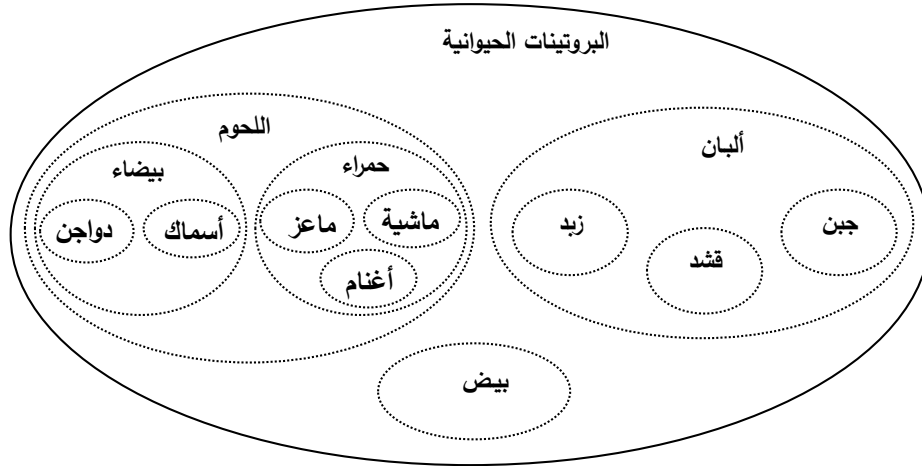 البروتينات الحيوانية
اللحوم
ألبان
حمراء
بيضاء
ماشية
ماعز
أسماك
دواجن
أغنام
جبن
زبد
قشد
بيض